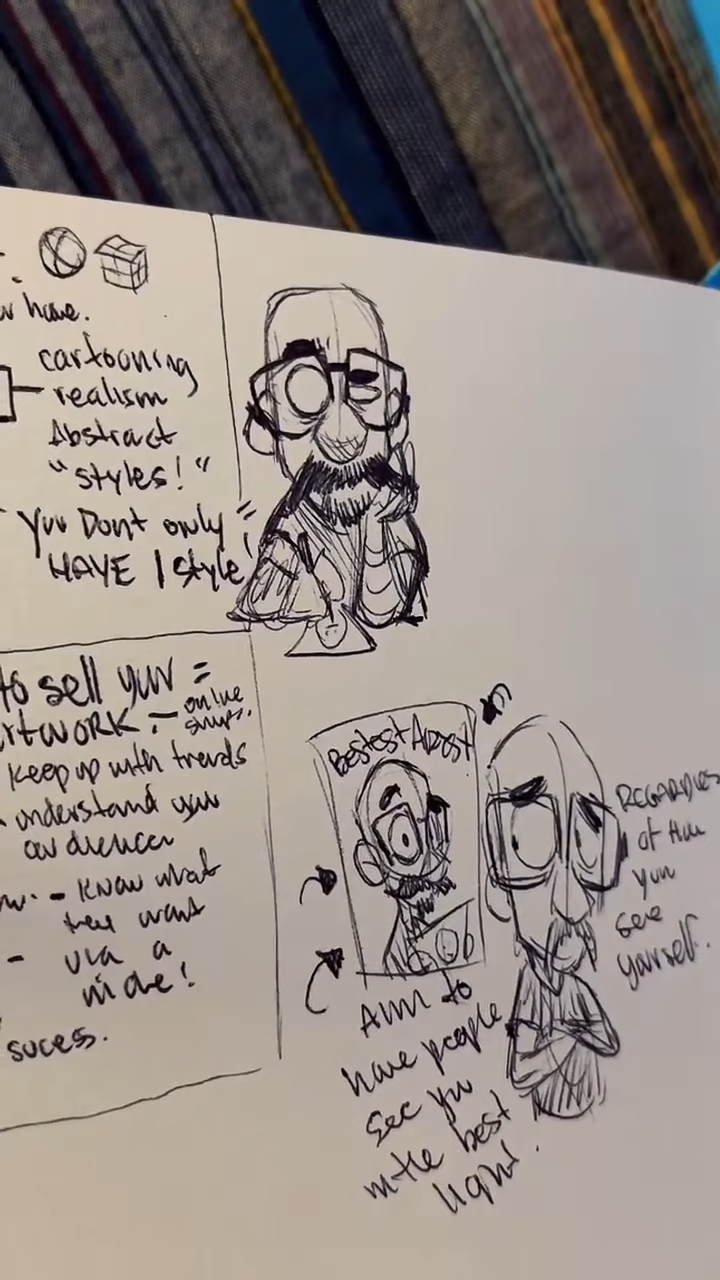 have.
cartooning
realism
Abstract
"styles!"
You Dont only
HAVE 1 style!
to sell your =
artwork - online
shops.
Keep up with trends
- understand your
audience
- Know what
they want
- via a
niche!
sucess.
Bestest Artist
REGARDLESS
of How
you
see
yourself.
Aim to
have people
see you
in the best
light.